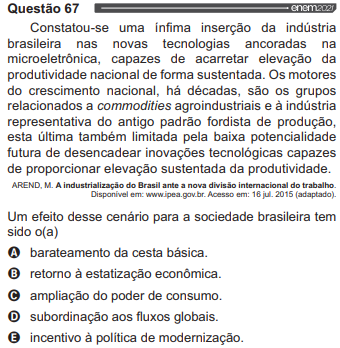 Questão 67 enem2021
Constatou-se uma ínfima inserção da indústria
brasileira nas novas tecnologias ancoradas na
microeletrônica, capazes de acarretar elevação da
produtividade nacional de forma sustentada. Os motores
do crescimento nacional, há décadas, são os grupos
relacionados a commodities agroindustriais e à indústria
representativa do antigo padrão fordista de produção,
esta última também limitada pela baixa potencialidade
futura de desencadear inovações tecnológicas capazes
de proporcionar elevação sustentada da produtividade.
AREND, M. A industrialização do Brasil ante a nova divisão internacional do trabalho.
Disponível em: www.ipea.gov.br. Acesso em: 16 jul. 2015 (adaptado).
Um efeito desse cenário para a sociedade brasileira tem
sido o(a)
A barateamento da cesta básica.
B retorno à estatização econômica.
C ampliação do poder de consumo.
D subordinação aos fluxos globais.
E incentivo à política de modernização.